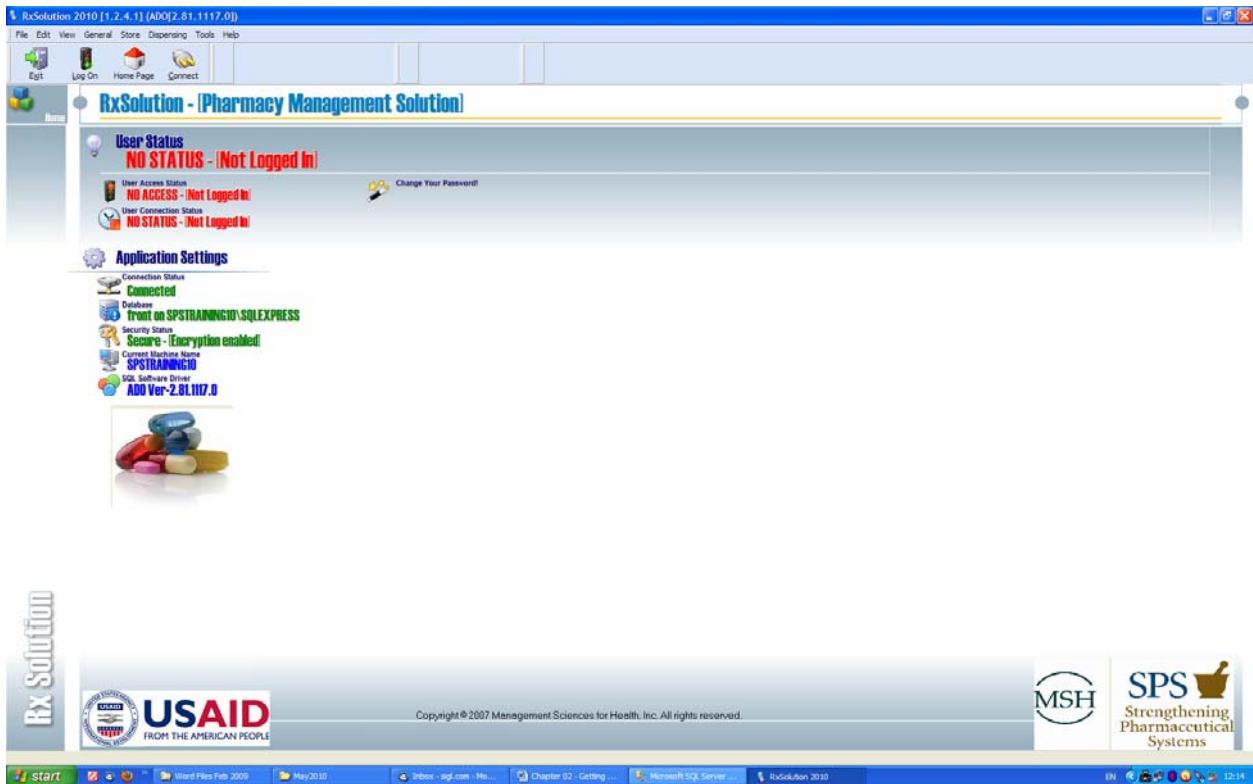 RxSolution 2010 [1.2.4.1] (ADO[2.81.1117.0])
File Edit View General Store Dispensing Tools Help
Exit Log On Home Page Connect
Home
RxSolution - [Pharmacy Management Solution]
User Status
NO STATUS - [Not Logged In]
User Access Status
NO ACCESS - [Not Logged In]
Change Your Password!
User Connection Status
NO STATUS - [Not Logged In]
Application Settings
Connection Status
Connected
Database
front on SPSTRAINING10\SQLEXPRESS
Security Status
Secure - [Encryption enabled]
Current Machine Name
SPSTRAINING10
SQL Software Driver
ADO Ver-2.81.1117.0
Rx Solution
USAID
USAID
FROM THE AMERICAN PEOPLE
Copyright © 2007 Management Sciences for Health, Inc. All rights reserved.
MSH
SPS
Strengthening
Pharmaceutical
Systems
start
Word Files Feb 2009
May2010
Inbox - sigl.com - Mo...
Chapter 02 - Getting ...
Microsoft SQL Server ...
RxSolution 2010
EN
12:14